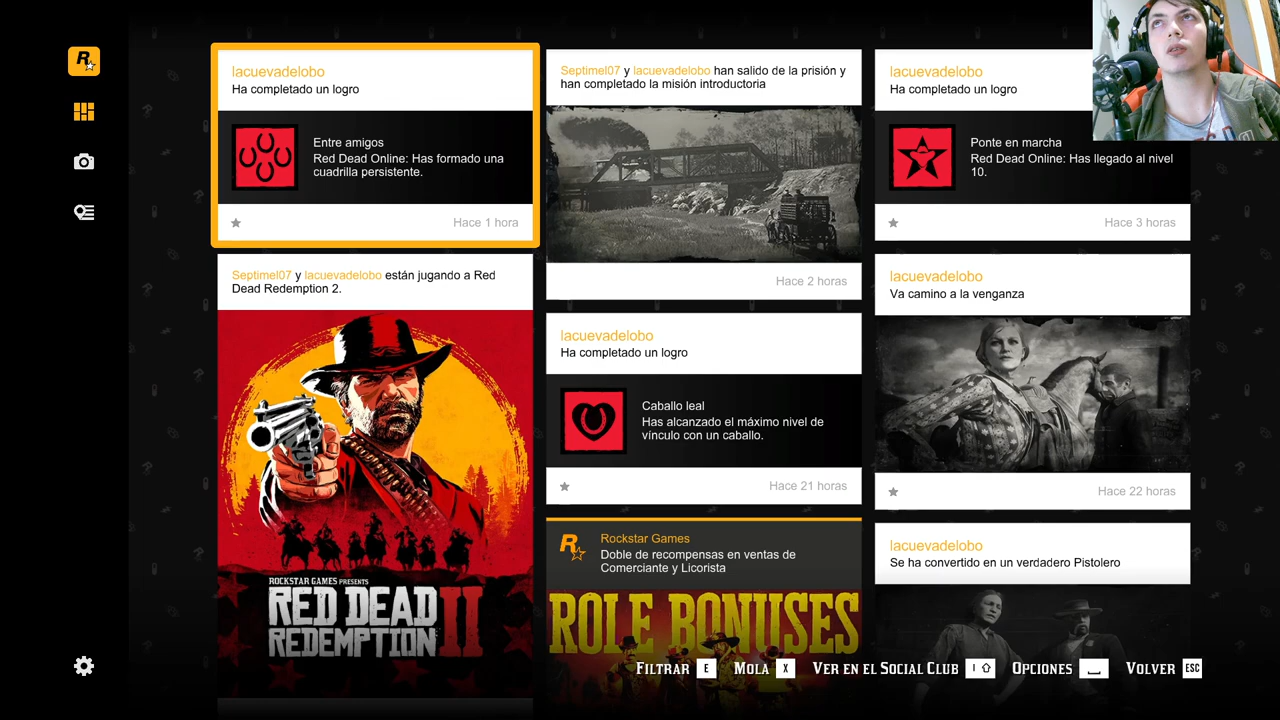 lacuevadelobo
Ha completado un logro
Entre amigos
Red Dead Online: Has formado una
cuadrilla persistente.
Hace 1 hora
Septimel07 y lacuevadelobo están jugando a Red
Dead Redemption 2.
ROCKSTAR GAMES PRESENTS
RED DEAD
REDEMPTION II
Septimel07 y lacuevadelobo han salido de la prisión y
han completado la misión introductoria
Hace 2 horas
lacuevadelobo
Ha completado un logro
Caballo leal
Has alcanzado el máximo nivel de
vínculo con un caballo.
Hace 21 horas
Rockstar Games
Doble de recompensas en ventas de
Comerciante y Licorista
ROLE BONUSES
lacuevadelobo
Ha completado un logro
Ponte en marcha
Red Dead Online: Has llegado al nivel
10.
Hace 3 horas
lacuevadelobo
Va camino a la venganza
Hace 22 horas
lacuevadelobo
Se ha convertido en un verdadero Pistolero
FILTRAR E MOLA X VER EN EL SOCIAL CLUB I OPCIONES VOLVER ESC